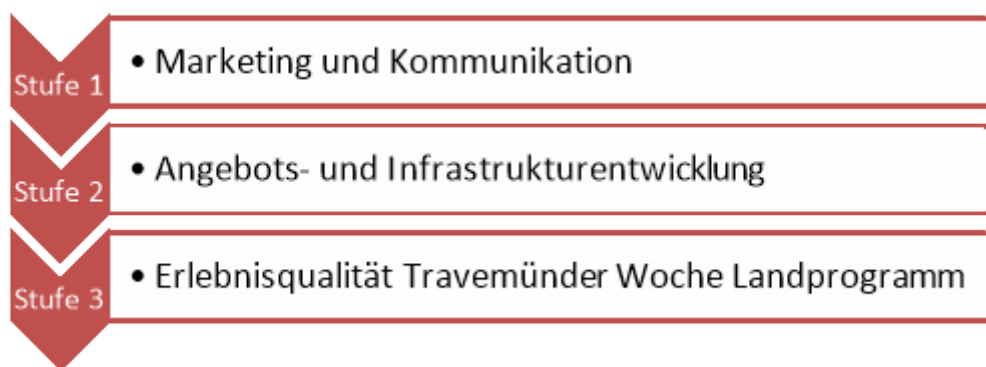 Stufe 1
• Marketing und Kommunikation
Stufe 2
• Angebots- und Infrastrukturentwicklung
Stufe 3
• Erlebnisqualität Travemünder Woche Landprogramm